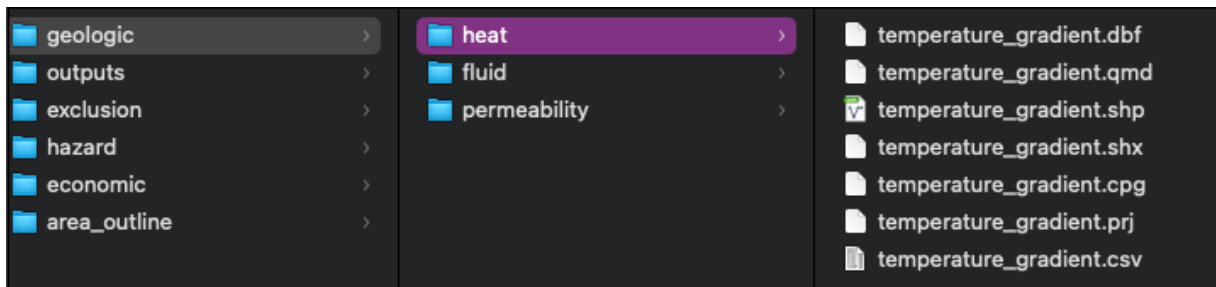 geologic
outputs
exclusion
hazard
economic
area_outline
heat
fluid
permeability
temperature_gradient.dbf
temperature_gradient.qmd
temperature_gradient.shp
temperature_gradient.shx
temperature_gradient.cpg
temperature_gradient.prj
temperature_gradient.csv